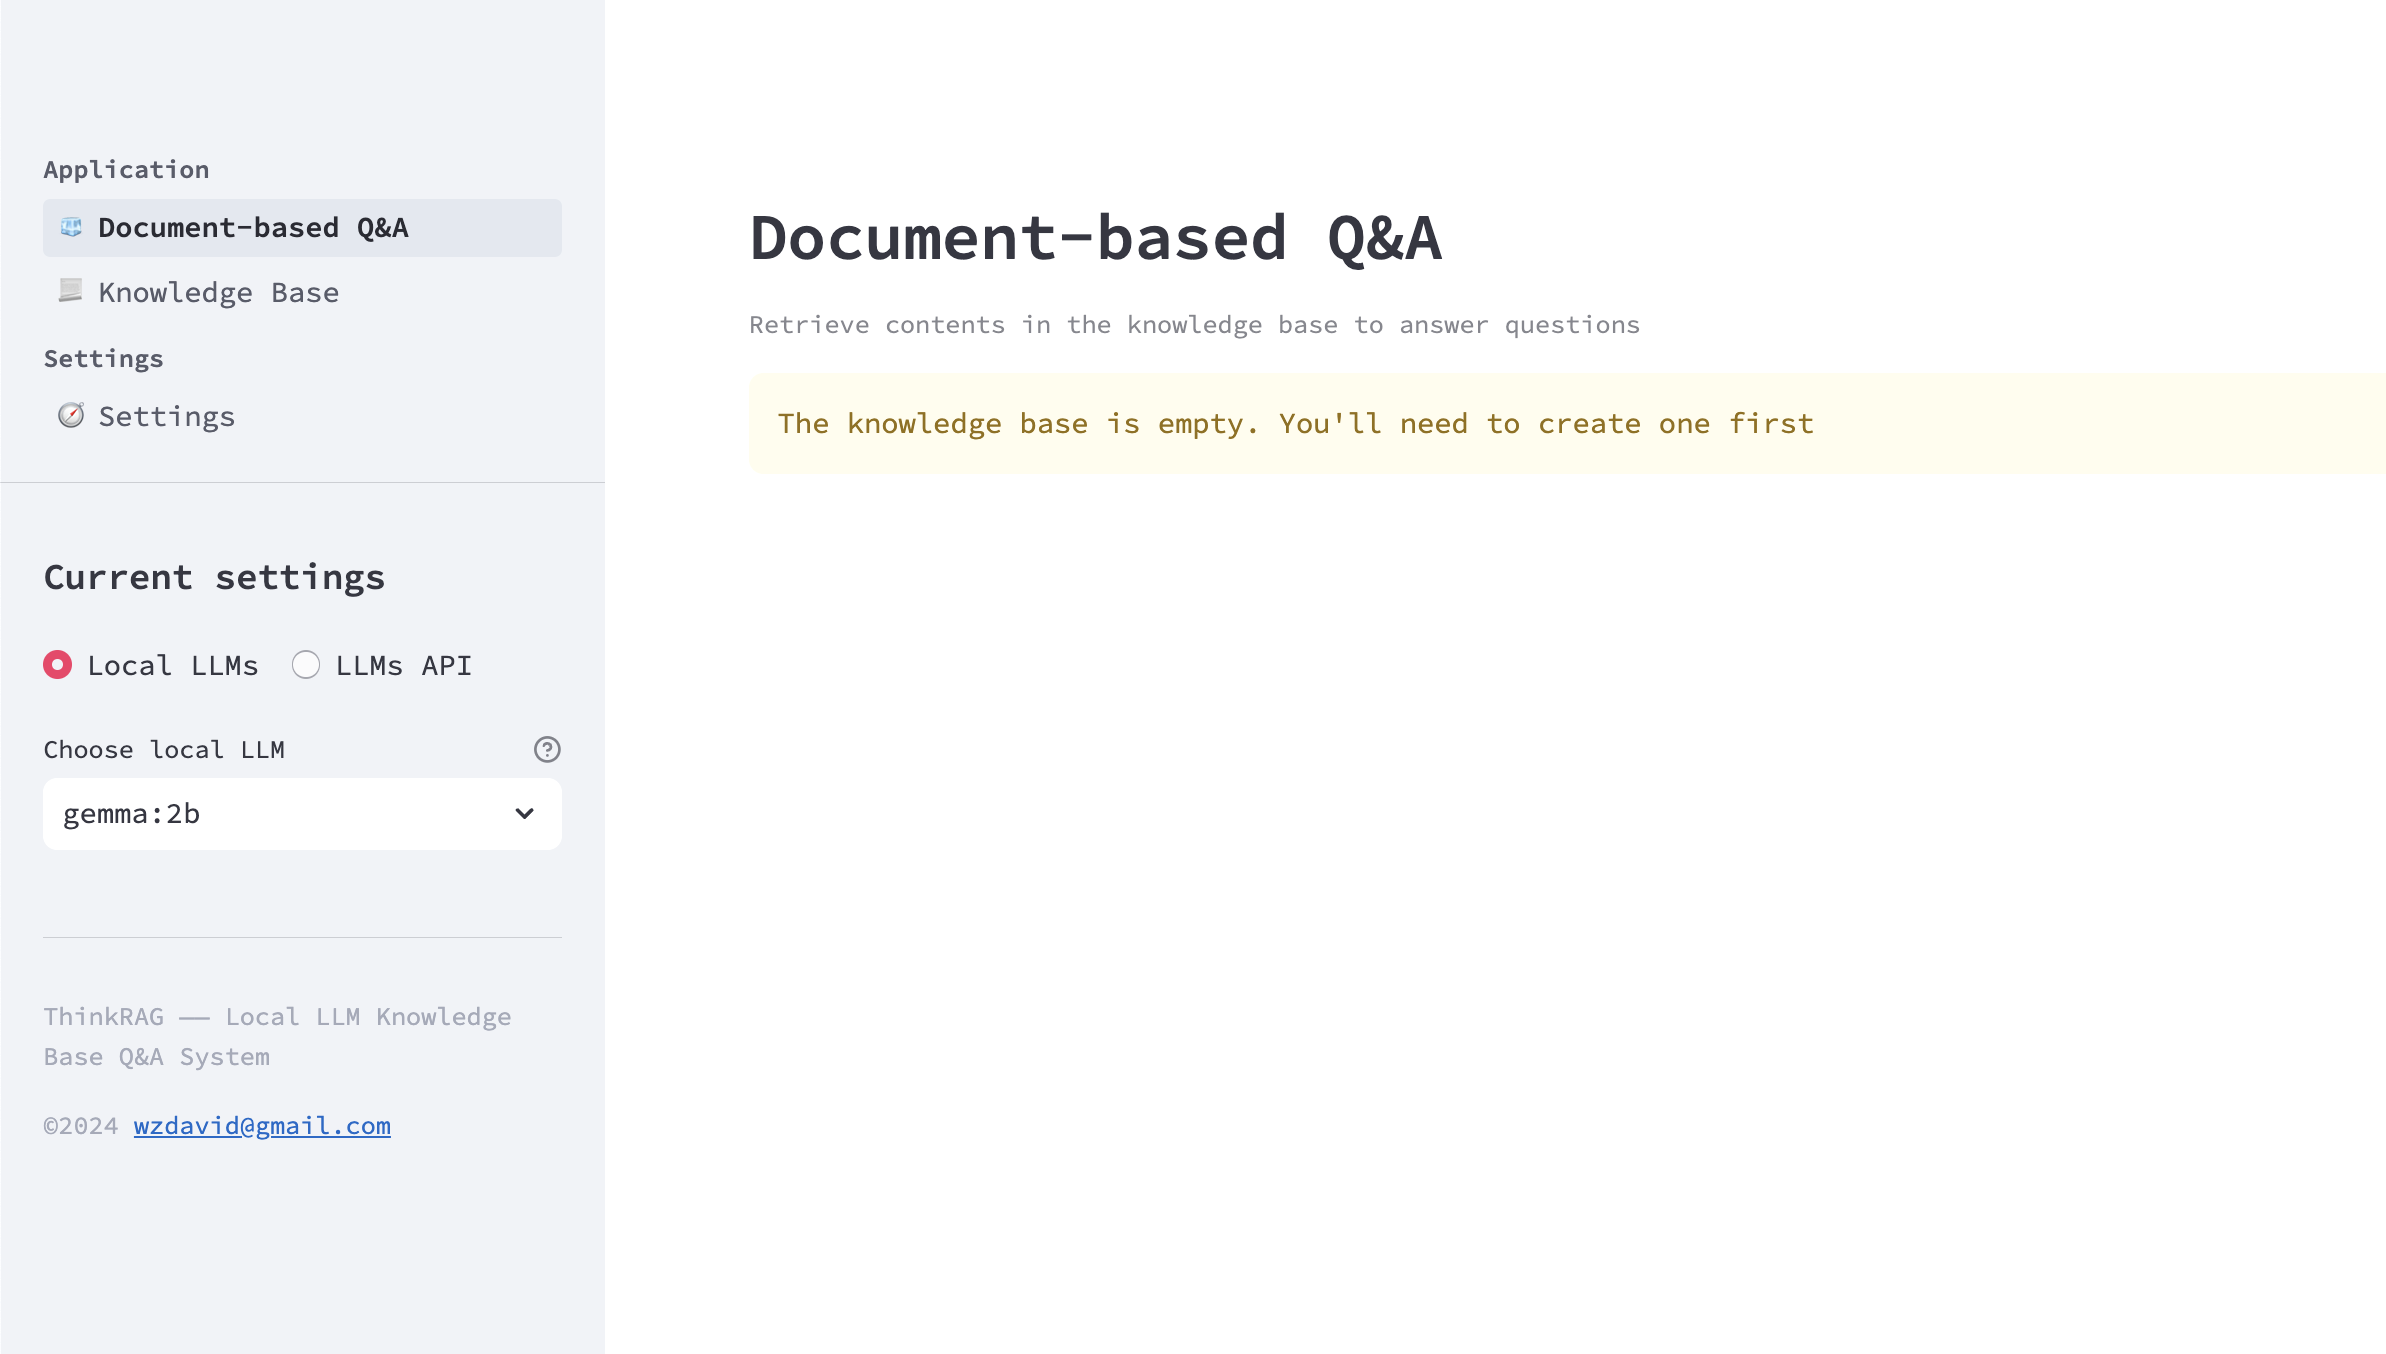 Application
Document-based Q&A
Knowledge Base
Settings
Settings
Current settings
Local LLMs LLMs API
Choose local LLM
gemma:2b
ThinkRAG —— Local LLM Knowledge
Base Q&A System
©2024 wzdavid@gmail.com
Document-based Q&A
Retrieve contents in the knowledge base to answer questions
The knowledge base is empty. You'll need to create one first